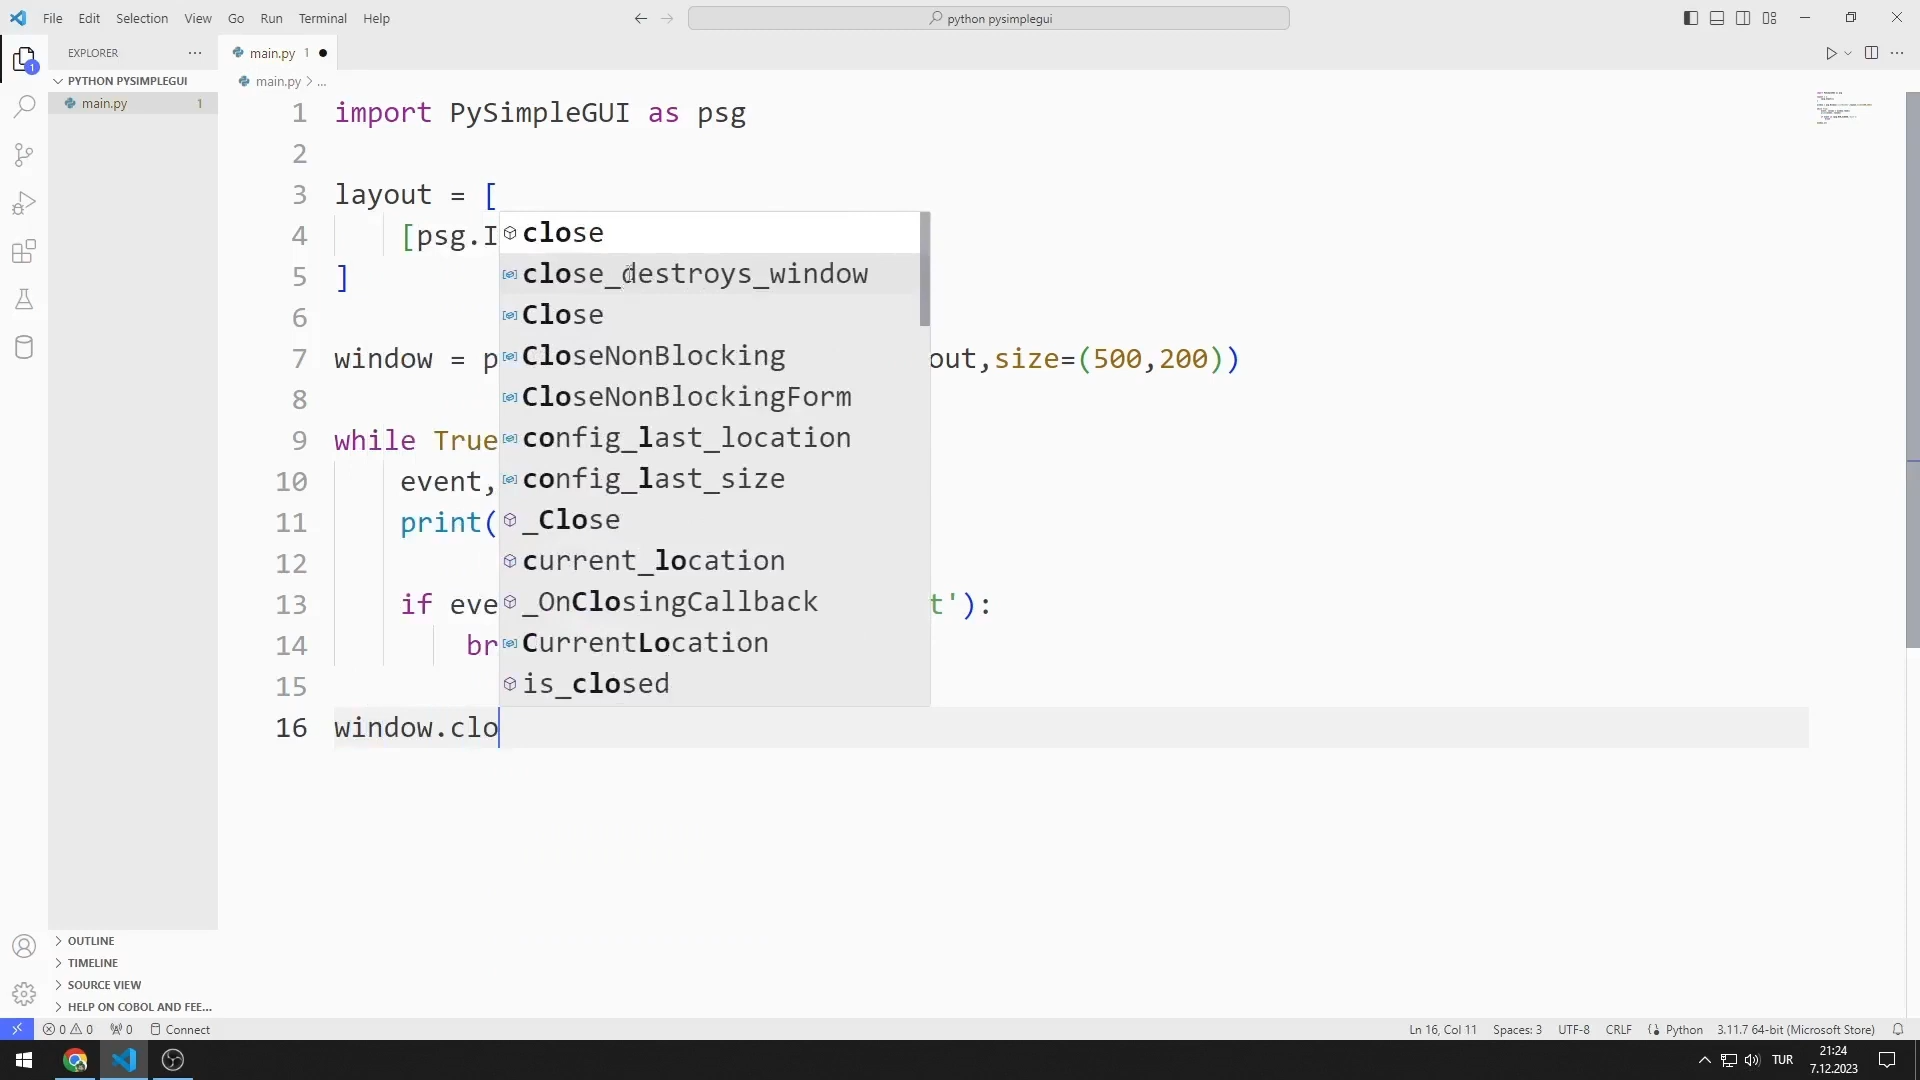 File Edit Selection View Go Run Terminal Help
python pysimplegui
EXPLORER
main.py 1
PYTHON PYSIMPLEGUI
main.py 1
main.py > ...
1 import PySimpleGUI as psg
2
3 layout = [
4 [psg.I
5 ]
6
7 window = p out,size=(500,200))
8
9 while True
10 event,
11 print(
12
13 if eve t'):
14 br
15
16 window.clo
close
close_destroys_window
Close
CloseNonBlocking
CloseNonBlockingForm
config_last_location
config_last_size
_Close
current_location
_OnClosingCallback
CurrentLocation
is_closed
OUTLINE
TIMELINE
SOURCE VIEW
HELP ON COBOL AND FEE...
1
0 0 0 Connect
Ln 16, Col 11 Spaces: 3 UTF-8 CRLF Python 3.11.7 64-bit (Microsoft Store)
TUR
21:24
7.12.2023